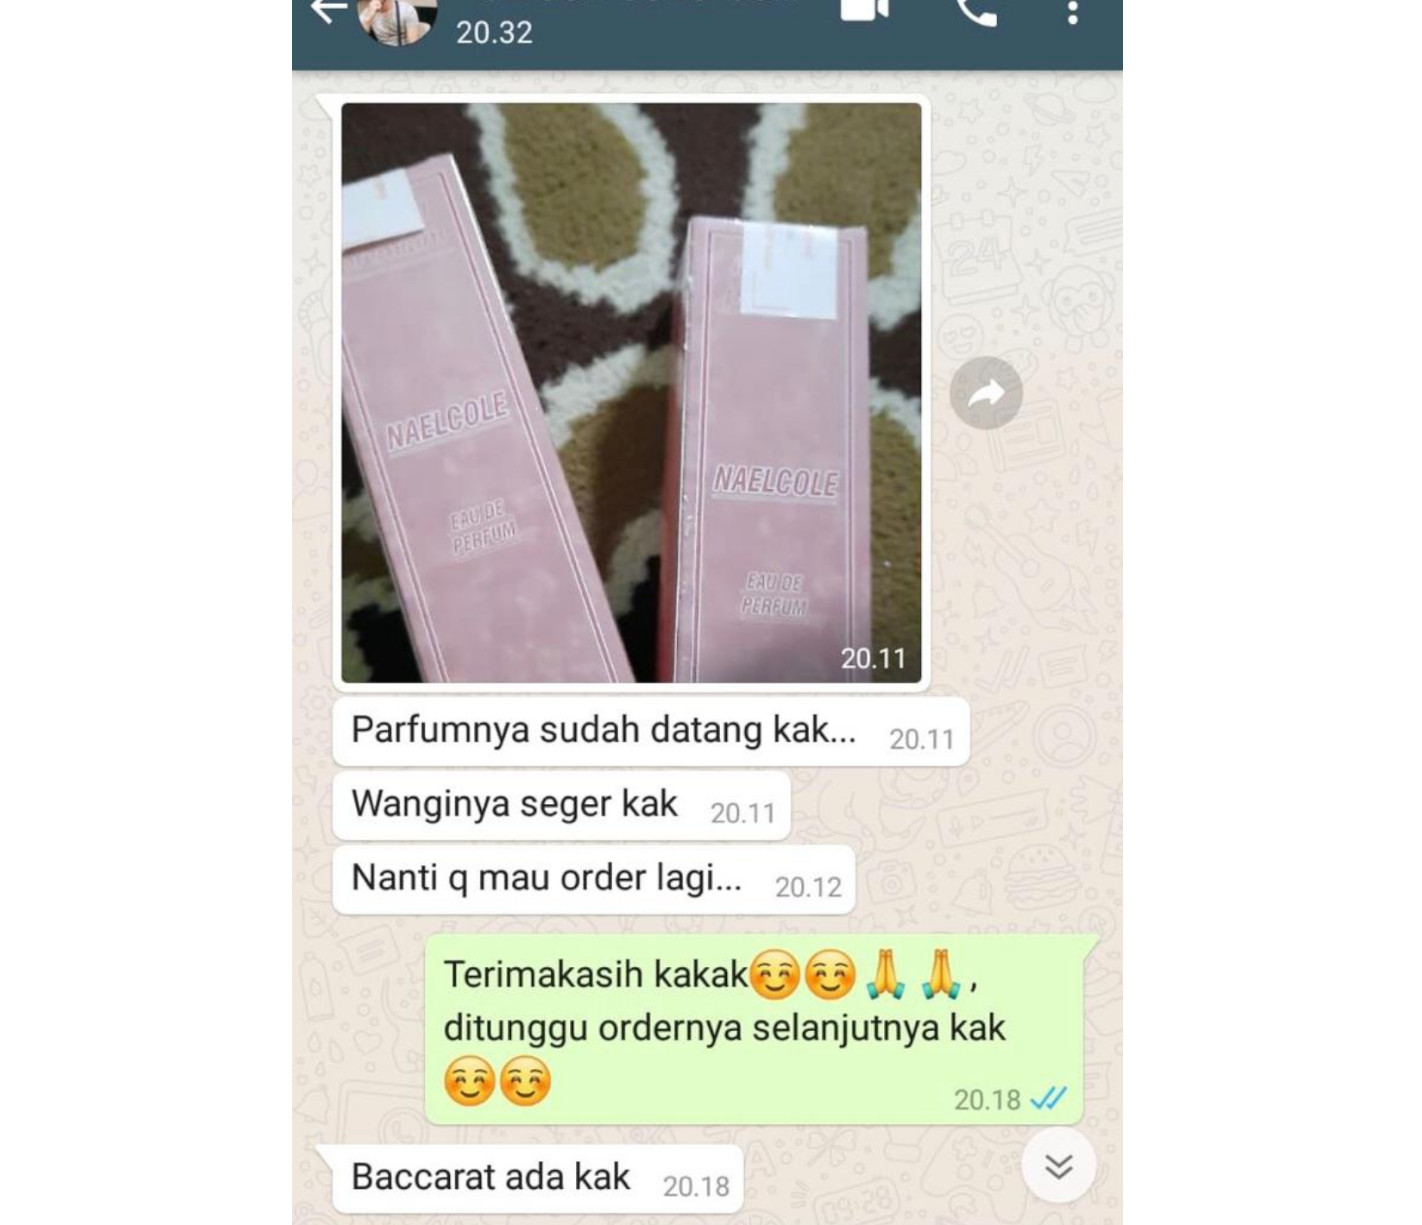 20.32
NAELCOLE
EAU DE
PERFUM
NAELCOLE
EAU DE
PERFUM
20.11
Parfumnya sudah datang kak... 20.11
Wanginya seger kak 20.11
Nanti q mau order lagi... 20.12
Terimakasih kakak😊😊🙏🙏,
ditunggu ordernya selanjutnya kak
😊😊
20.18
Baccarat ada kak 20.18